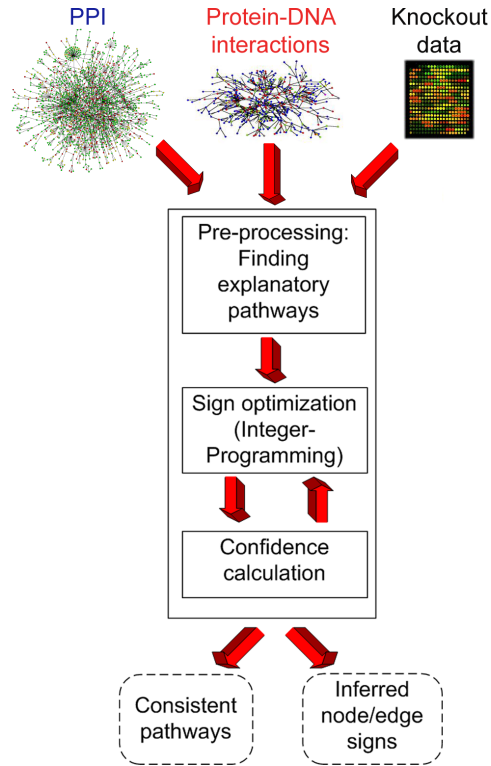 PPI
Protein-DNA
interactions
Knockout
data
Pre-processing:
Finding
explanatory
pathways
Sign optimization
(Integer-
Programming)
Confidence
calculation
Consistent
pathways
Inferred
node/edge
signs